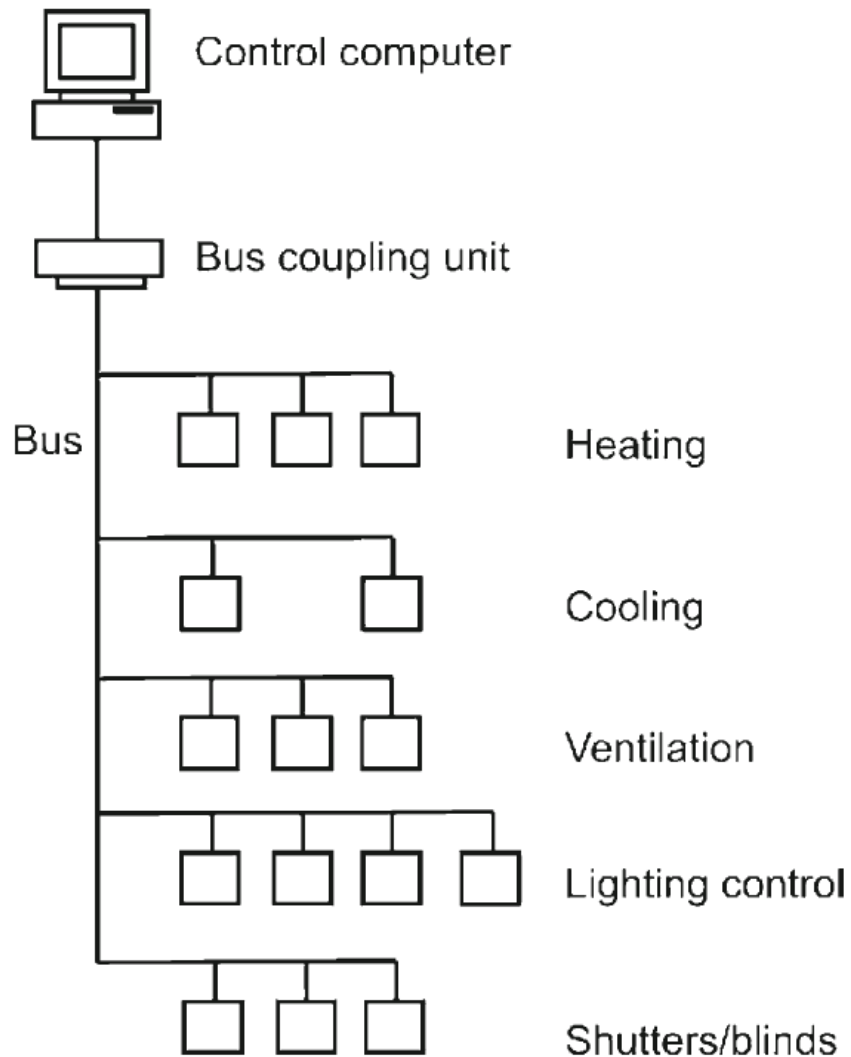 Control computer
Bus coupling unit
Bus
Heating
Cooling
Ventilation
Lighting control
Shutters/blinds